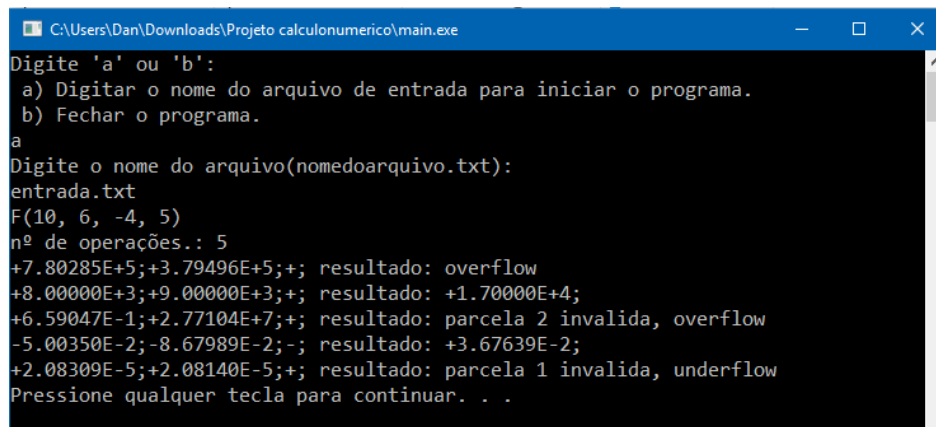 C:\Users\Dan\Downloads\Projeto calculonumerico\main.exe
Digite 'a' ou 'b':
a) Digitar o nome do arquivo de entrada para iniciar o programa.
b) Fechar o programa.
a
Digite o nome do arquivo(nomedoarquivo.txt):
entrada.txt
F(10, 6, -4, 5)
nº de operações.: 5
+7.80285E+5;+3.79496E+5;+; resultado: overflow
+8.00000E+3;+9.00000E+3;+; resultado: +1.70000E+4;
+6.59047E-1;+2.77104E+7;+; resultado: parcela 2 invalida, overflow
-5.00350E-2;-8.67989E-2;-; resultado: +3.67639E-2;
+2.08309E-5;+2.08140E-5;+; resultado: parcela 1 invalida, underflow
Pressione qualquer tecla para continuar. . .